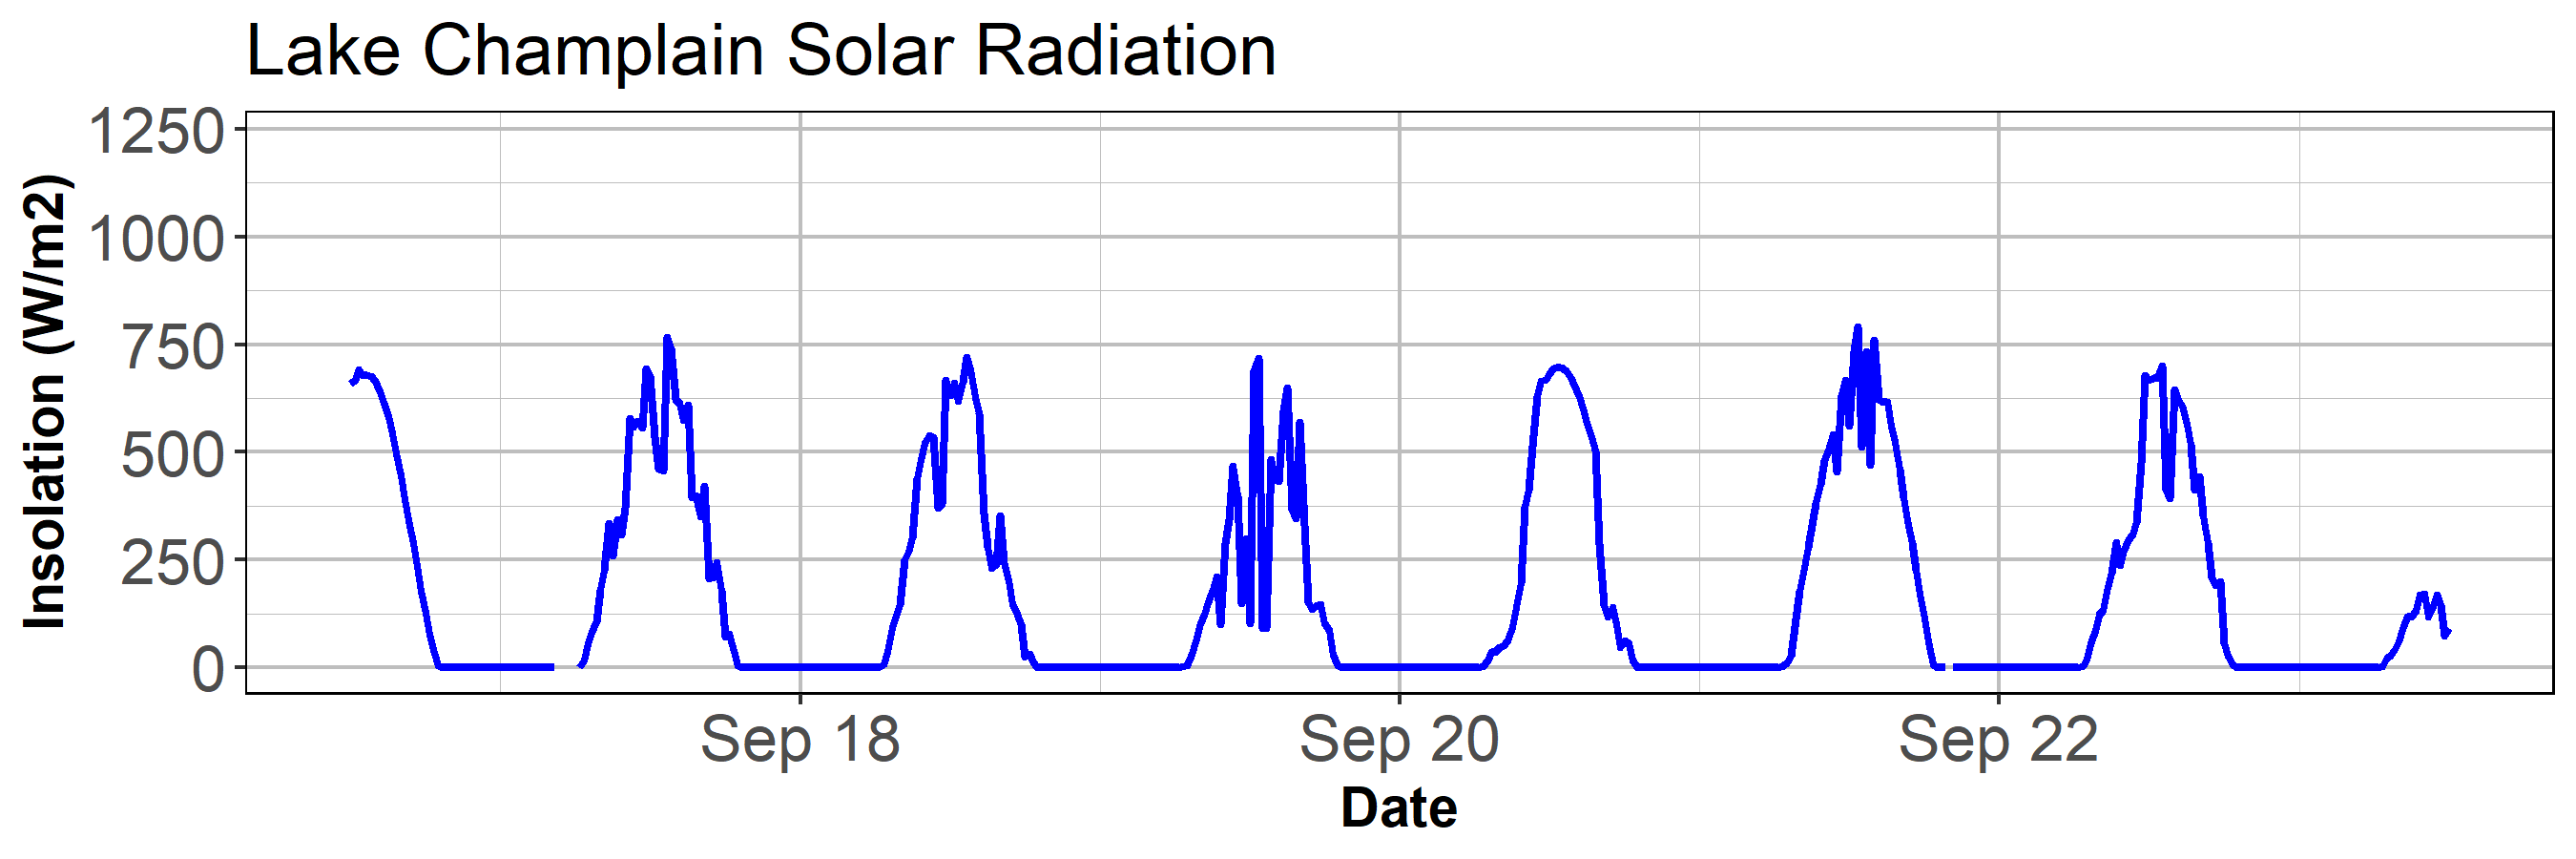 Lake Champlain Solar Radiation
1250
1000
750
500
250
0
Insolation (W/m2)
Sep 18 Sep 20 Sep 22
Date